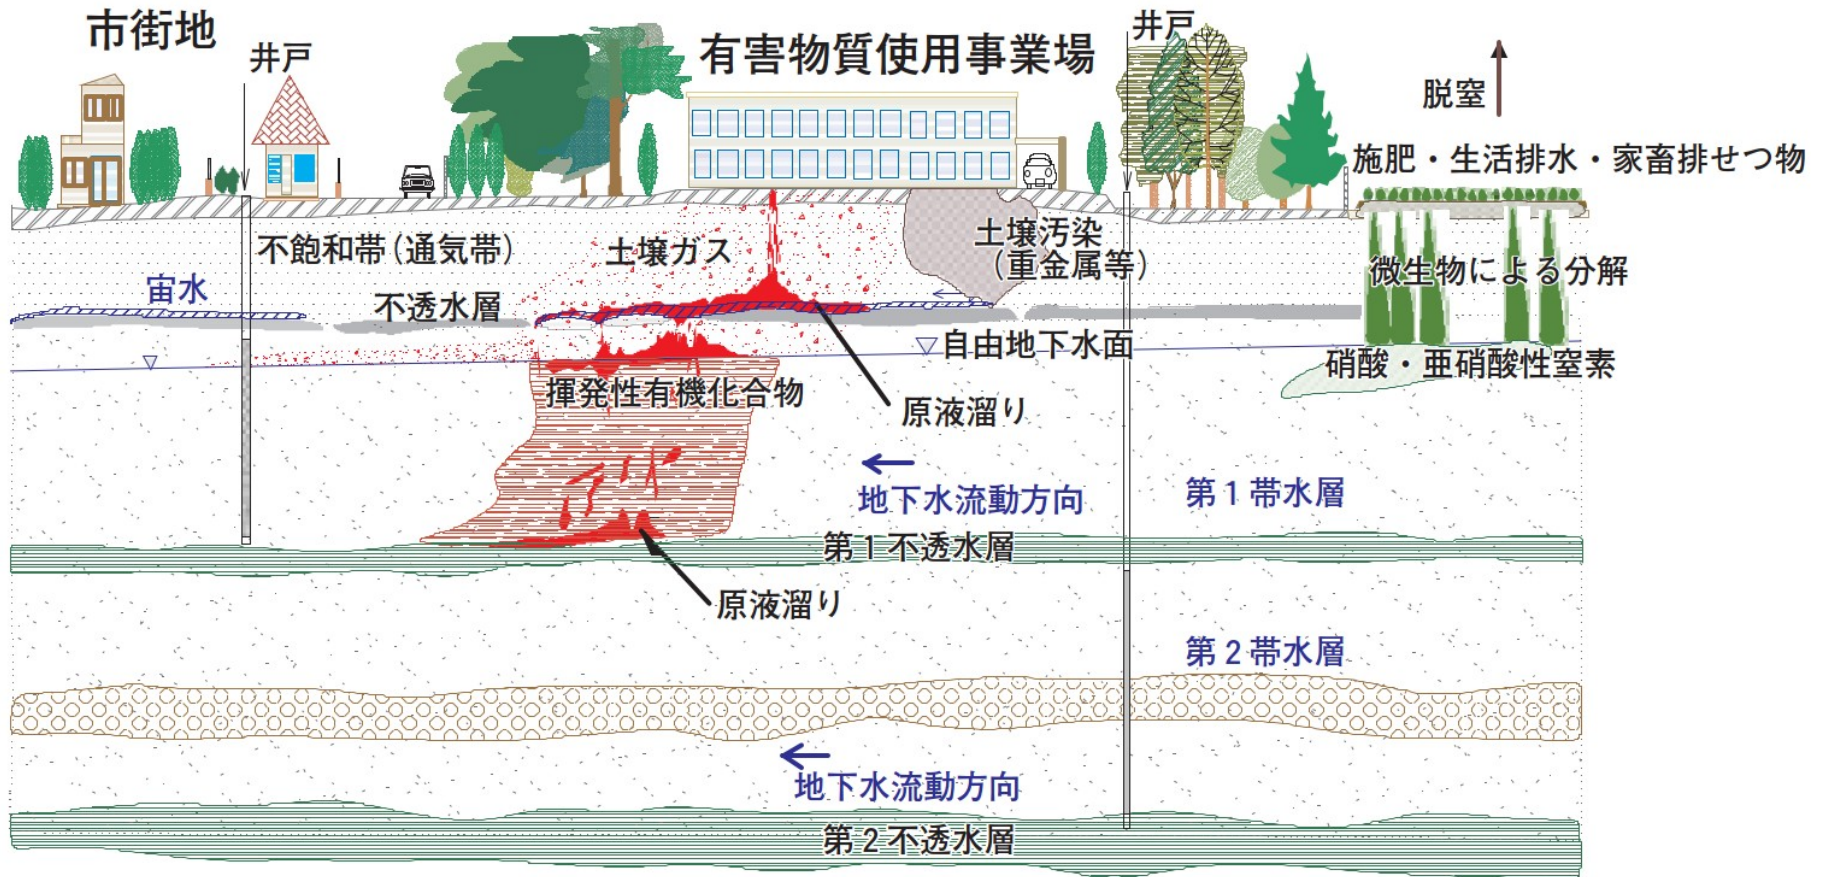 市街地
井戸
有害物質使用事業場
井戸
脱窒
施肥・生活排水・家畜排せつ物
不飽和帯(通気帯)
土壌ガス
土壌汚染
(重金属等)
微生物による分解
宙水
不透水層
自由地下水面
硝酸・亜硝酸性窒素
揮発性有機化合物
原液溜り
地下水流動方向
第1帯水層
第1不透水層
原液溜り
第2帯水層
地下水流動方向
第2不透水層